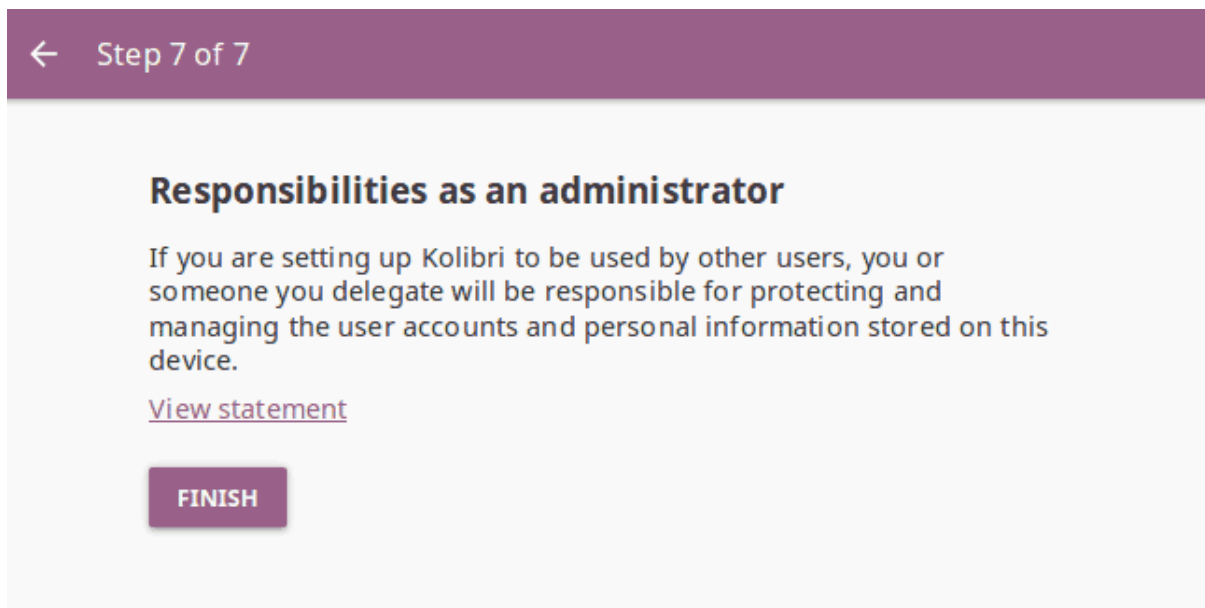 Step 7 of 7
Responsibilities as an administrator
If you are setting up Kolibri to be used by other users, you or
someone you delegate will be responsible for protecting and
managing the user accounts and personal information stored on this
device.
View statement
FINISH